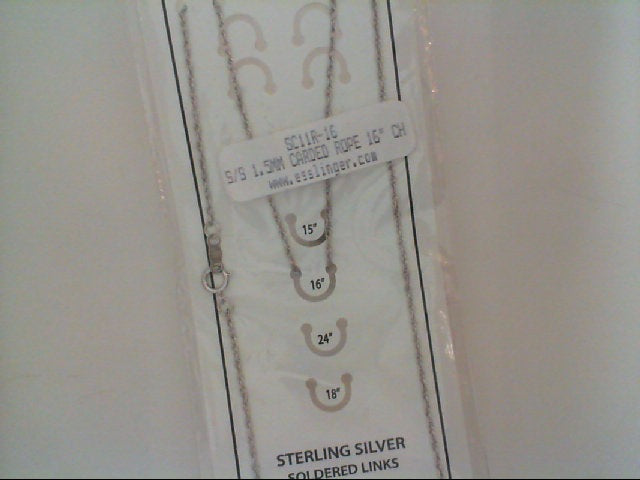 SC11R-16
S/S 1.5MM CARDED ROPE 16" CH
www.esslinger.com
15"
16"
24"
18"
STERLING SILVER
SOLDERED LINKS